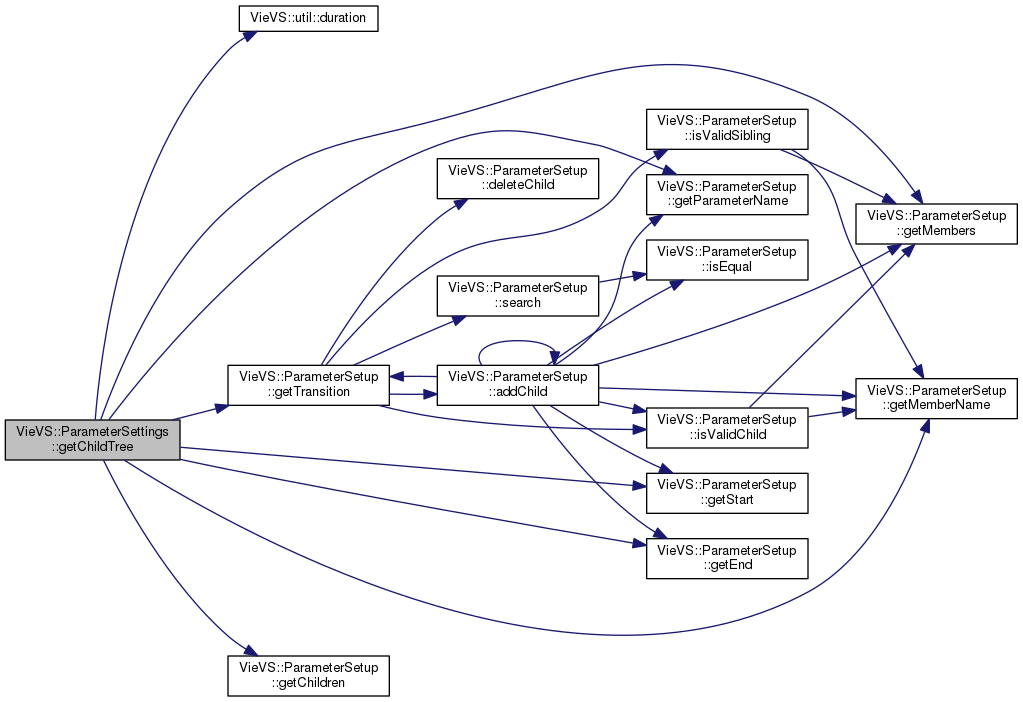 VieVS::util::duration
VieVS::ParameterSetup
::isValidSibling
VieVS::ParameterSetup
::deleteChild
VieVS::ParameterSetup
::getParameterName
VieVS::ParameterSetup
::getMembers
VieVS::ParameterSetup
::isEqual
VieVS::ParameterSetup
::search
VieVS::ParameterSetup
::getTransition
VieVS::ParameterSetup
::addChild
VieVS::ParameterSetup
::getMemberName
VieVS::ParameterSettings
::getChildTree
VieVS::ParameterSetup
::isValidChild
VieVS::ParameterSetup
::getStart
VieVS::ParameterSetup
::getEnd
VieVS::ParameterSetup
::getChildren